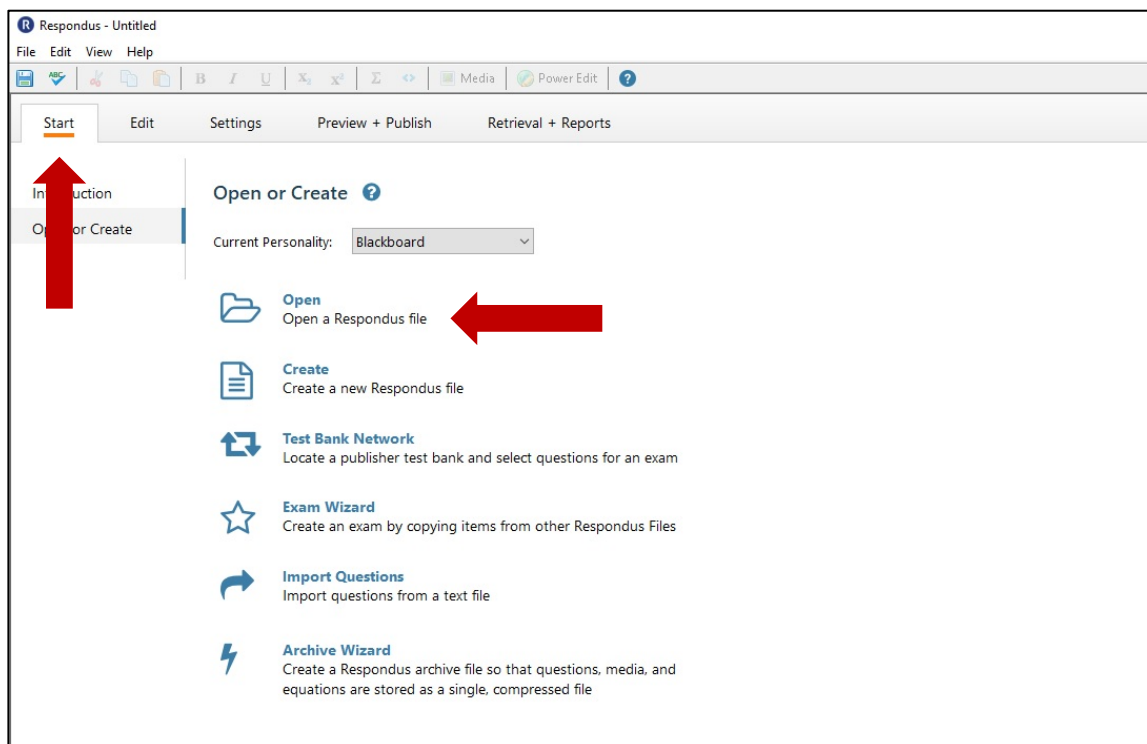 Respondus - Untitled
File Edit View Help
ABC B I U X₂ X² Σ <> Media Power Edit ?
Start Edit Settings Preview + Publish Retrieval + Reports
Open or Create ?
Current Personality: Blackboard
Open
Open a Respondus file
Create
Create a new Respondus file
Test Bank Network
Locate a publisher test bank and select questions for an exam
Exam Wizard
Create an exam by copying items from other Respondus Files
Import Questions
Import questions from a text file
Archive Wizard
Create a Respondus archive file so that questions, media, and
equations are stored as a single, compressed file